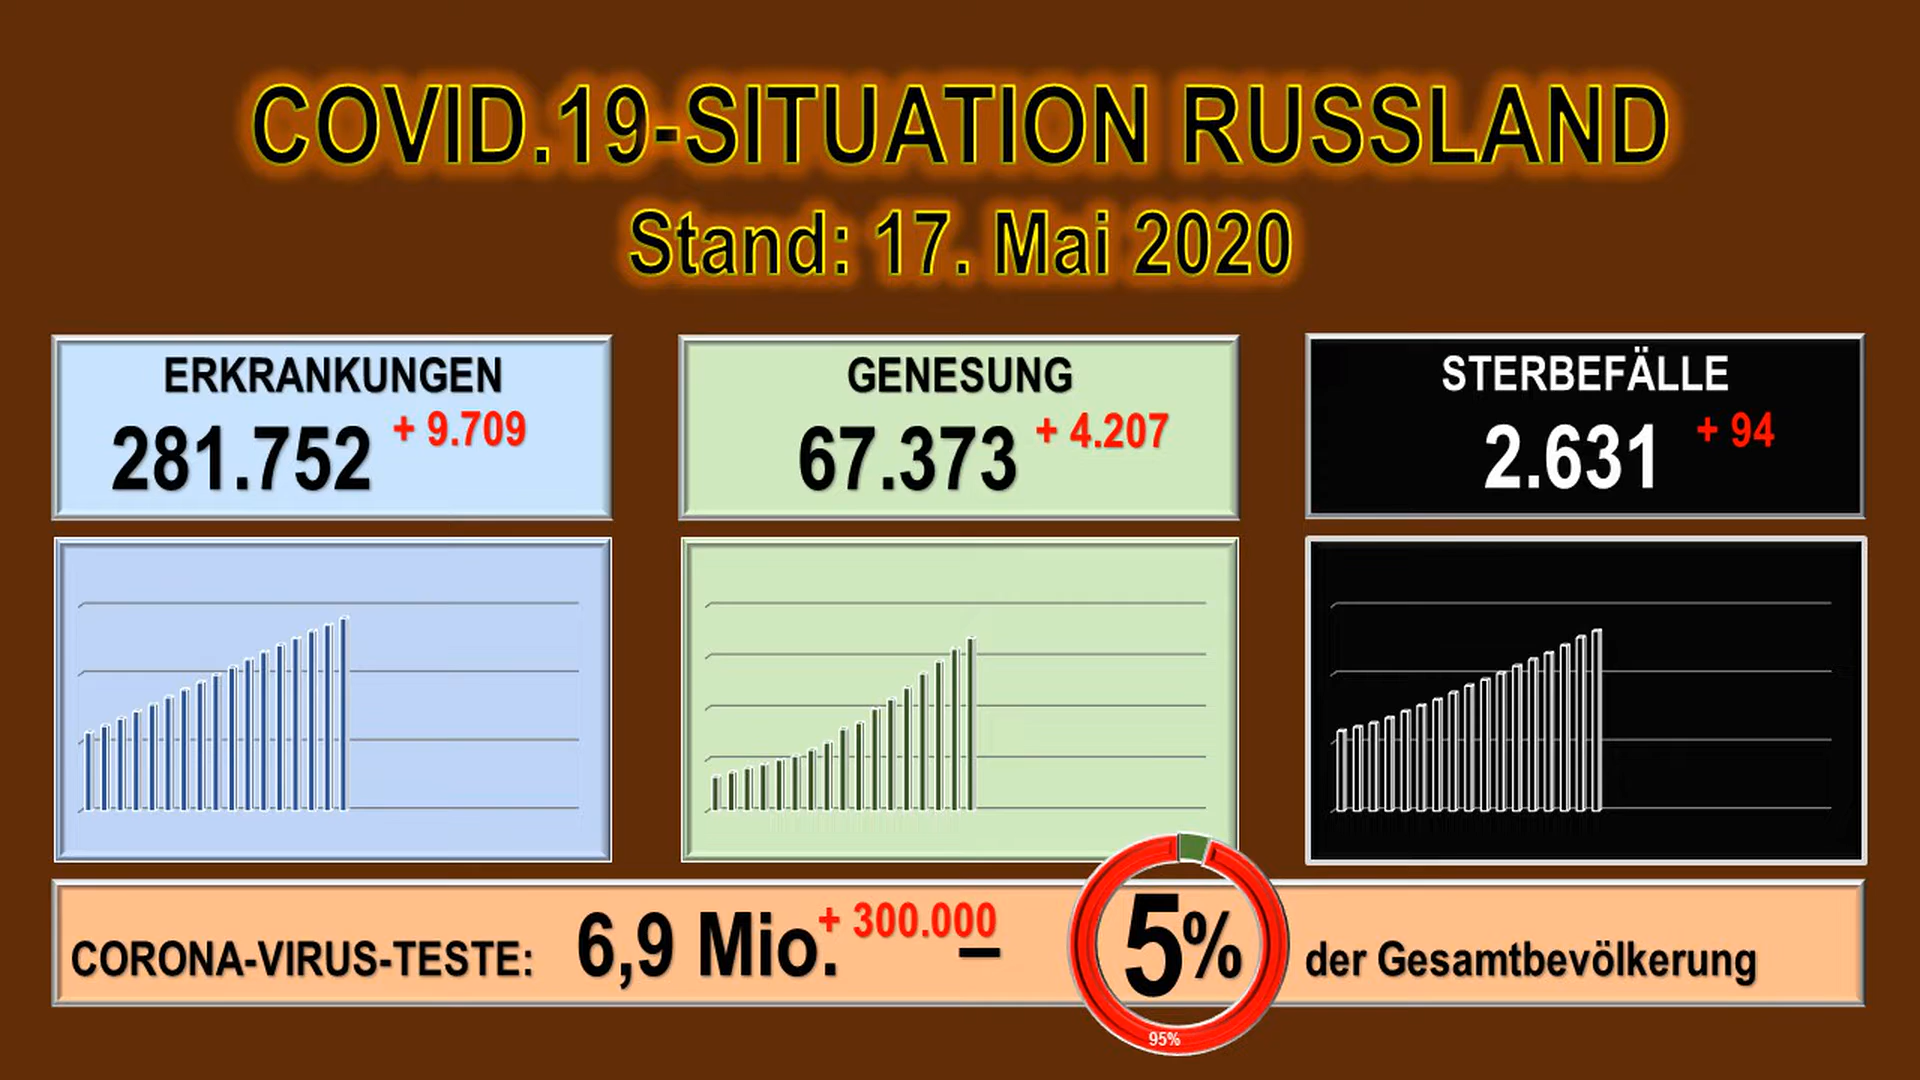 COVID.19-SITUATION RUSSLAND
Stand: 17. Mai 2020
ERKRANKUNGEN
281.752 + 9.709
GENESUNG
67.373 + 4.207
STERBEFÄLLE
2.631 + 94
CORONA-VIRUS-TESTE: 6,9 Mio. + 300.000 – 5% der Gesamtbevölkerung
95%